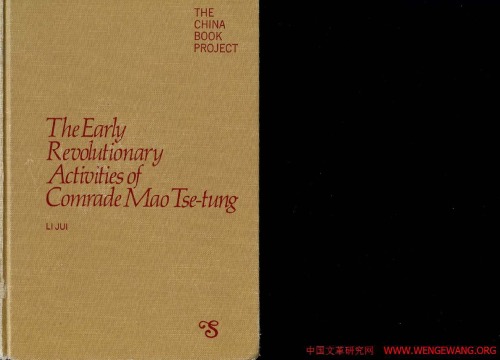 THE
CHINA
BOOK
PROJECT
The Early
Revolutionary
Activities of
Comrade Mao Tse-tung
LI JUI
中国文革研究网 WWW.WENGEWANG.ORG